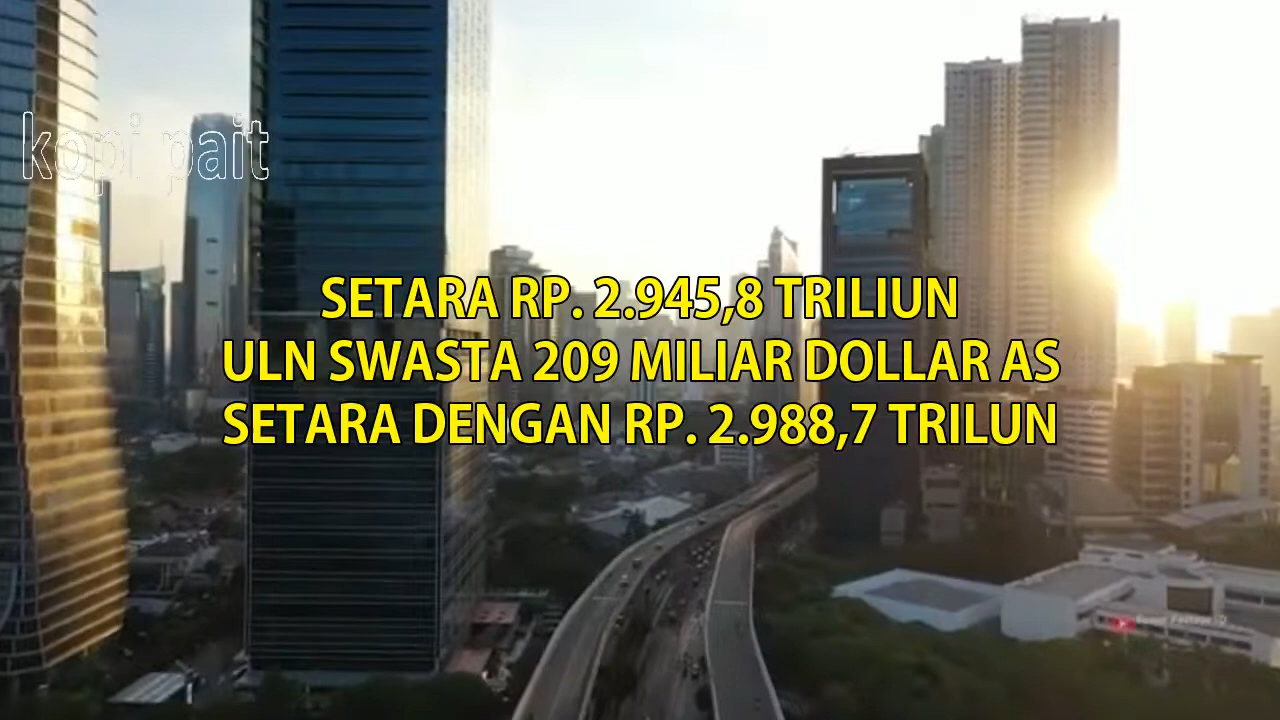 kopi pait
SETARA RP. 2.945,8 TRILIUN
ULN SWASTA 209 MILIAR DOLLAR AS
SETARA DENGAN RP. 2.988,7 TRILUN